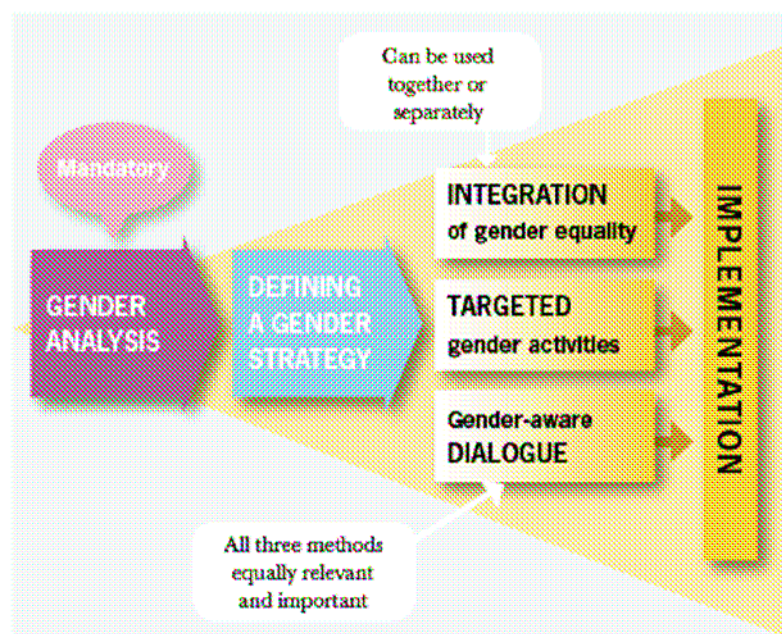 Can be used
together or
separately
Mandatory
GENDER
ANALYSIS
DEFINING
A GENDER
STRATEGY
INTEGRATION
of gender equality
TARGETED
gender activities
Gender-aware
DIALOGUE
IMPLEMENTATION
All three methods
equally relevant
and important